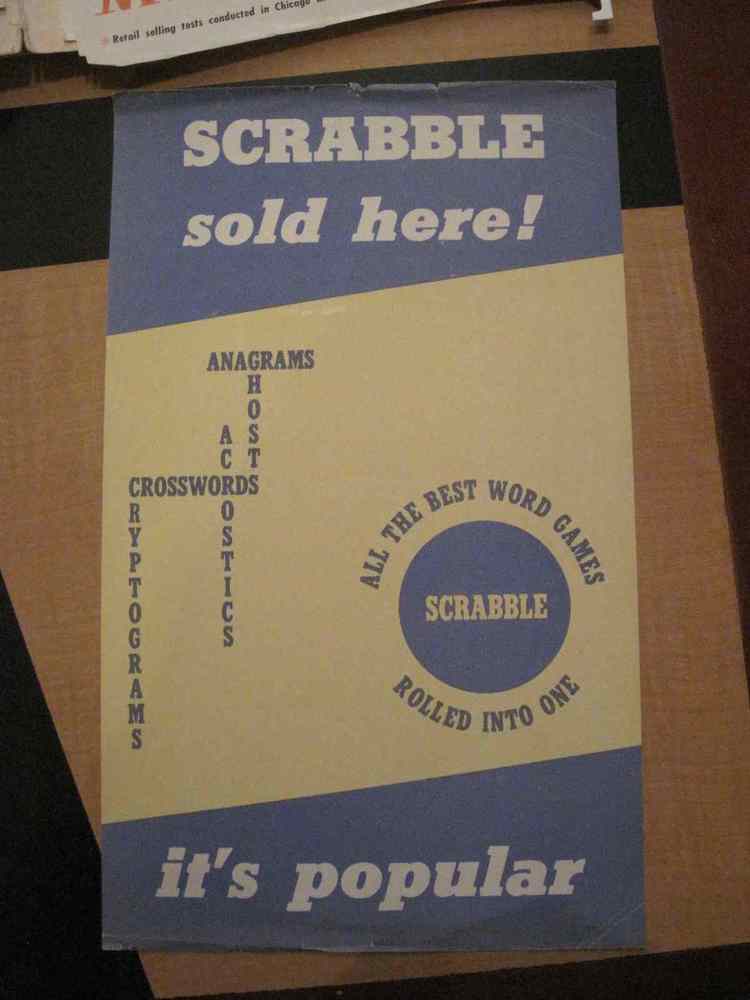 Retail selling tests conducted in Chicago
SCRABBLE
sold here!
ANAGRAMS
GHOST
ACROSTICS
CROSSWORDS
CRYPTOGRAMS
ALL THE BEST WORD GAMES
SCRABBLE
ROLLED INTO ONE
it's popular